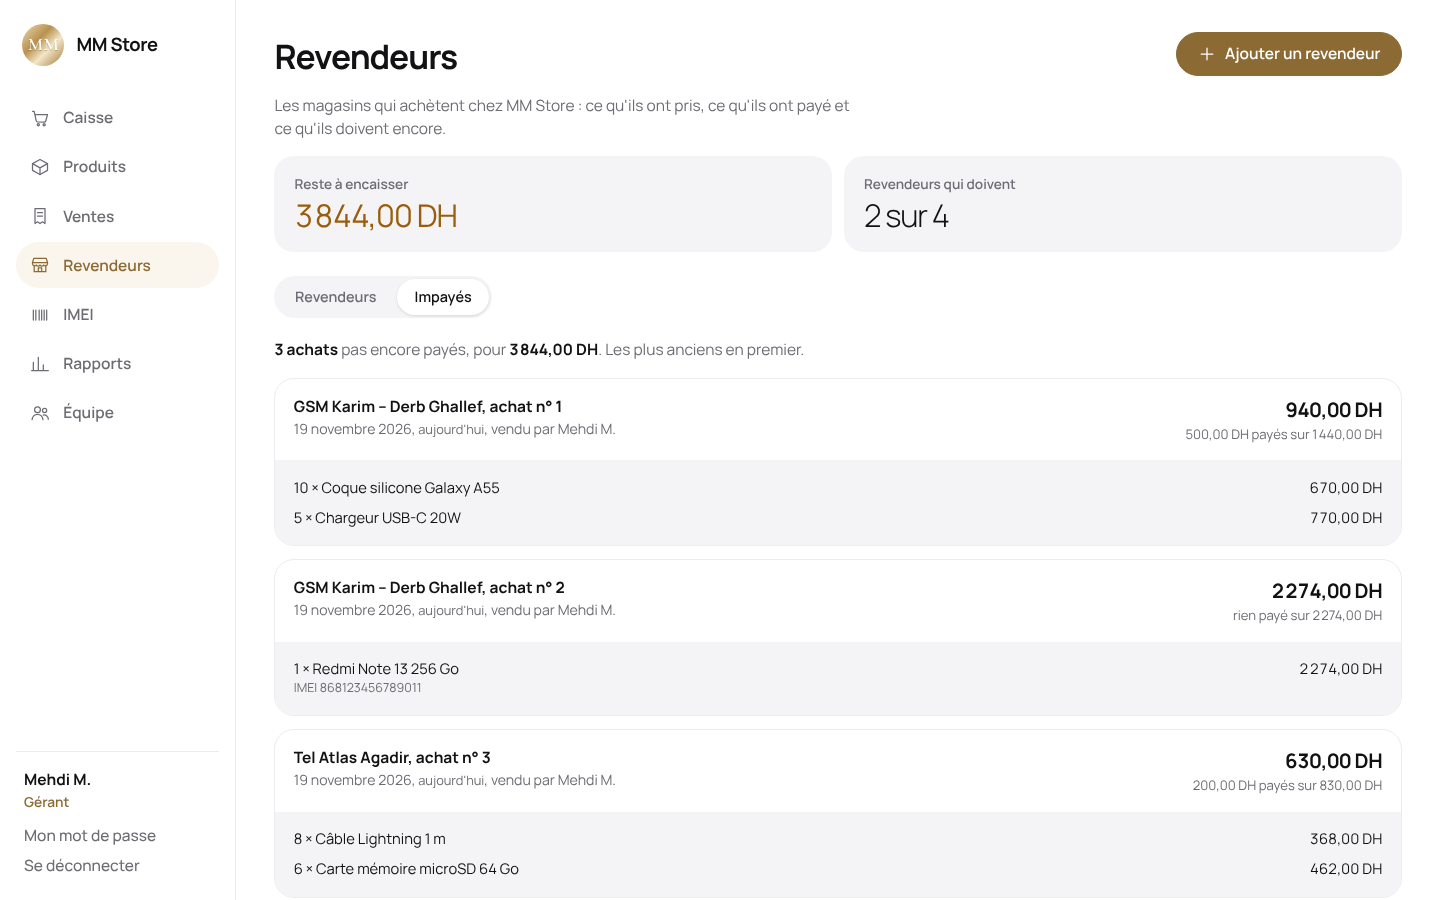 MM
MM Store
Caisse
Produits
Ventes
Revendeurs
IMEI
Rapports
Équipe
Mehdi M.
Gérant
Mon mot de passe
Se déconnecter
Revendeurs
Ajouter un revendeur
Les magasins qui achètent chez MM Store : ce qu'ils ont pris, ce qu'ils ont payé et
ce qu'ils doivent encore.
Reste à encaisser
3 844,00 DH
Revendeurs qui doivent
2 sur 4
Revendeurs
Impayés
3 achats pas encore payés, pour 3 844,00 DH. Les plus anciens en premier.
GSM Karim – Derb Ghallef, achat n° 1
940,00 DH
19 novembre 2026, aujourd'hui, vendu par Mehdi M.
500,00 DH payés sur 1 440,00 DH
10 × Coque silicone Galaxy A55
670,00 DH
5 × Chargeur USB-C 20W
770,00 DH
GSM Karim – Derb Ghallef, achat n° 2
2 274,00 DH
19 novembre 2026, aujourd'hui, vendu par Mehdi M.
rien payé sur 2 274,00 DH
1 × Redmi Note 13 256 Go
2 274,00 DH
IMEI 868123456789011
Tel Atlas Agadir, achat n° 3
630,00 DH
19 novembre 2026, aujourd'hui, vendu par Mehdi M.
200,00 DH payés sur 830,00 DH
8 × Câble Lightning 1 m
368,00 DH
6 × Carte mémoire microSD 64 Go
462,00 DH